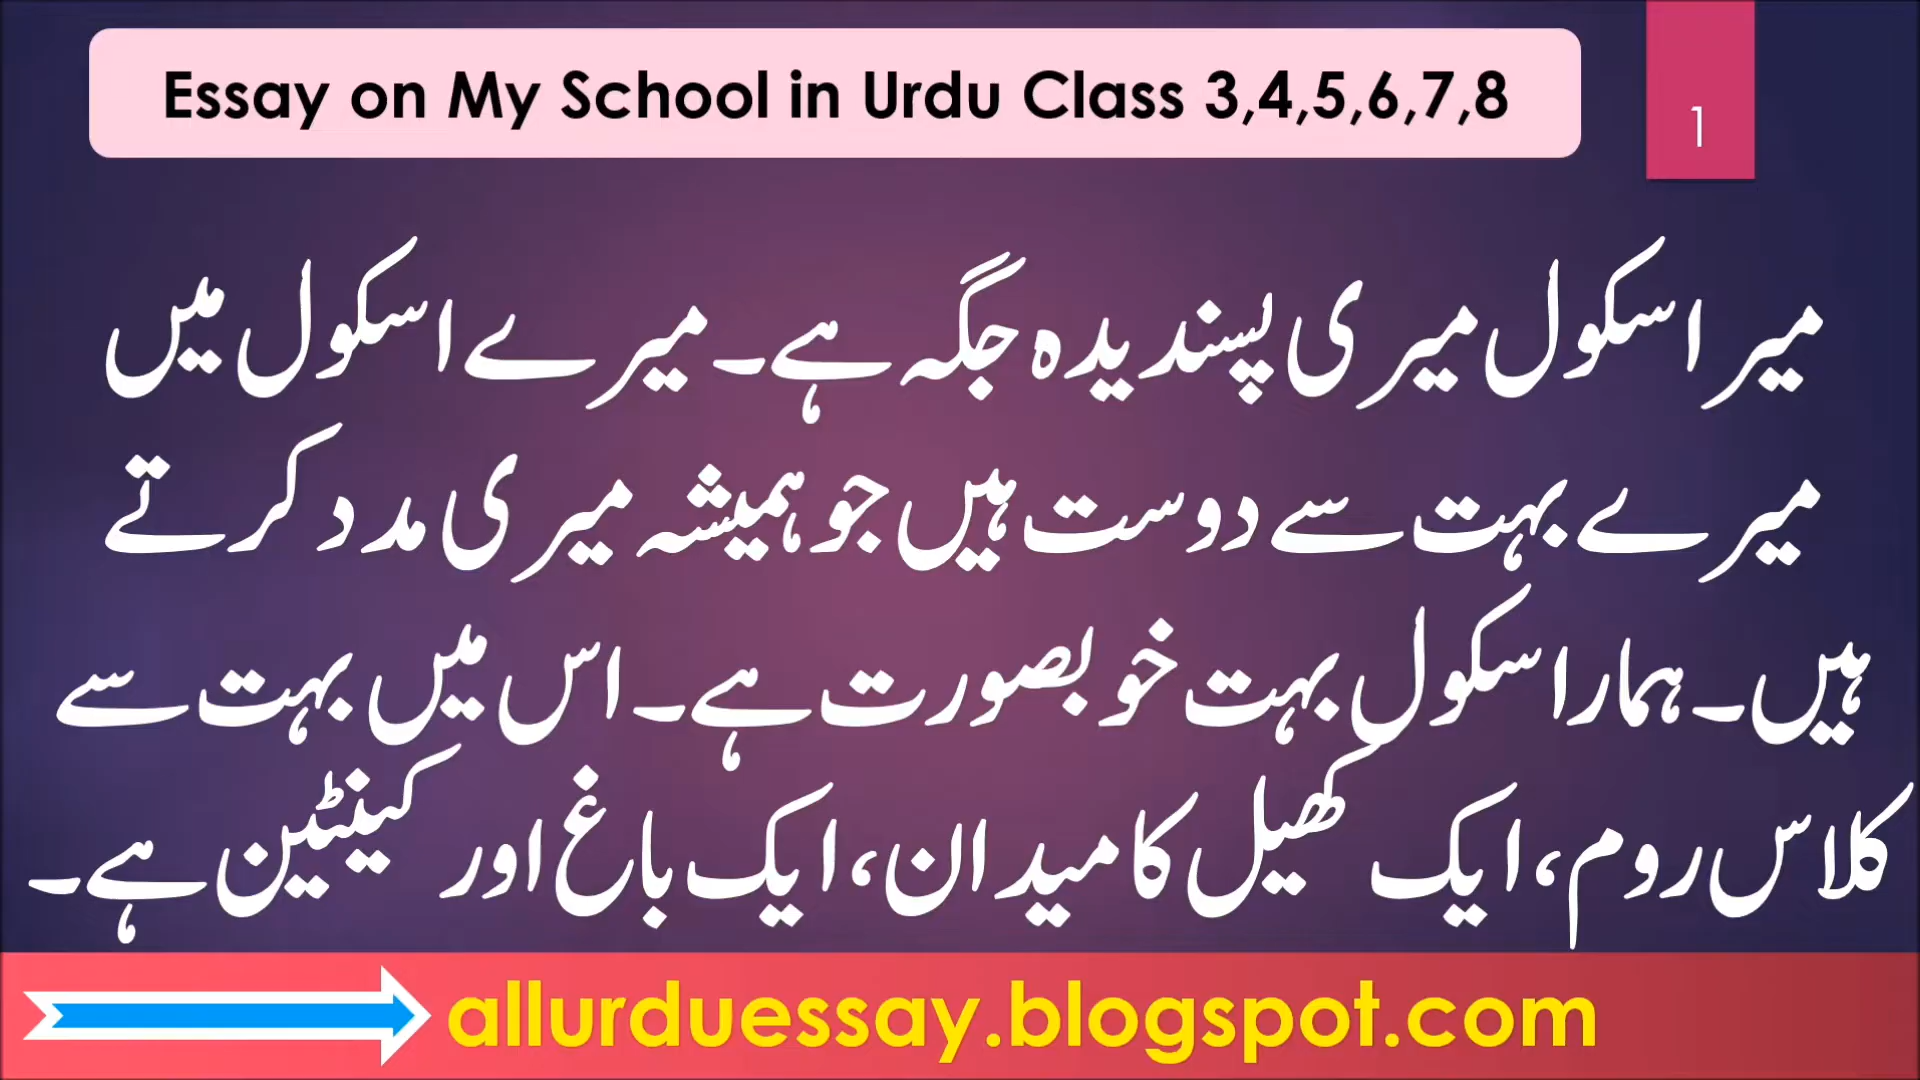 Essay on My School in Urdu Class 3,4,5,6,7,8
1
میرا سکول میری پسندیدہ جگہ ہے۔ میرے اسکول میں
میرے بہت سے دوست ہیں جو ہمیشہ میری مدد کرتے
ہیں۔ ہمارا سکول بہت خوبصورت ہے۔ اس میں بہت سے
کلاس روم، ایک کھیل کا میدان، ایک باغ اور کینٹین ہے۔
allurduessay.blogspot.com